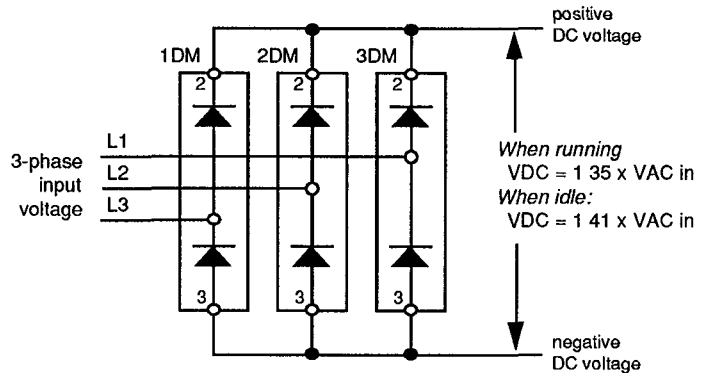 positive
DC voltage
1DM
2DM
3DM
2
2
2
L1
L2
L3
3-phase
input
voltage
When running
VDC = 1 35 x VAC in
When idle:
VDC = 1 41 x VAC in
3
3
3
negative
DC voltage